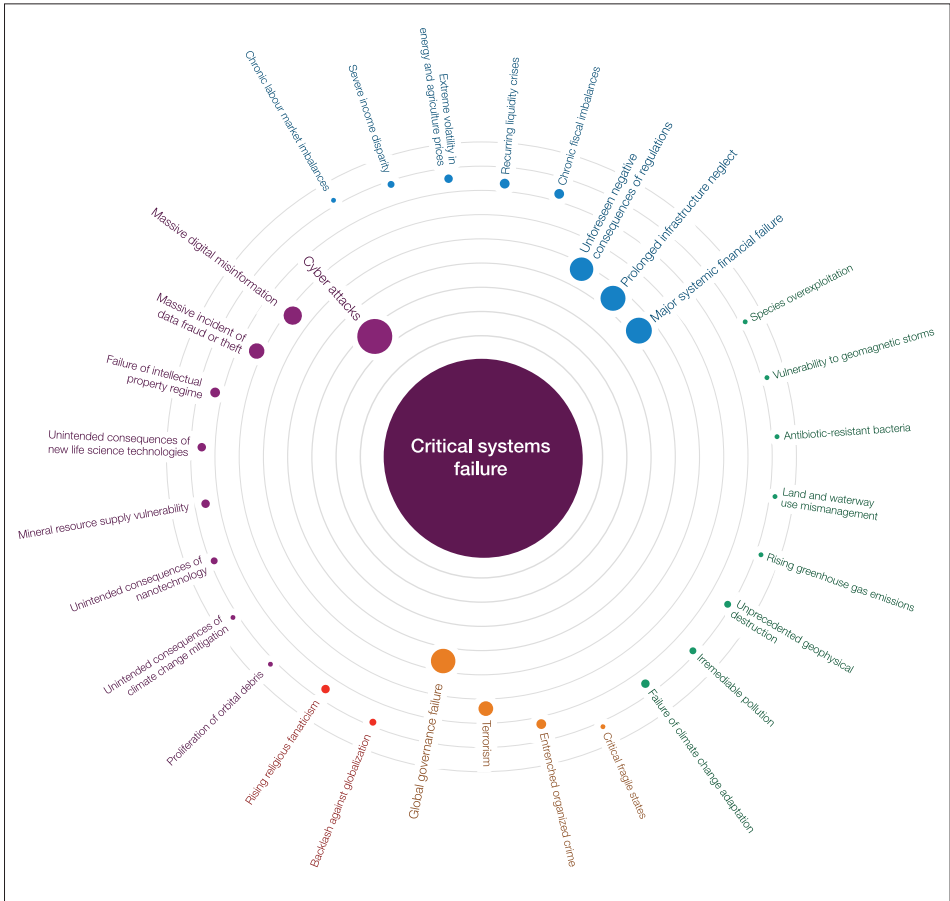 Chronic labour market imbalances
Severe income disparity
Extreme volatility in
energy and agriculture prices
Recurring liquidity crises
Chronic fiscal imbalances
Unforeseen negative
consequences of regulations
Prolonged infrastructure neglect
Major systemic financial failure
Species overexploitation
Vulnerability to geomagnetic storms
Antibiotic-resistant bacteria
Land and waterway
use mismanagement
Rising greenhouse gas emissions
Unprecedented geophysical
destruction
Irremediable pollution
Failure of climate change adaptation
Critical fragile states
Entrenched organized crime
Terrorism
Global governance failure
Backlash against globalization
Rising religious fanaticism
Proliferation of orbital debris
Unintended consequences of
climate change mitigation
Unintended consequences of
nanotechnology
Mineral resource supply vulnerability
Unintended consequences of
new life science technologies
Failure of intellectual
property regime
Massive incident of
data fraud or theft
Massive digital misinformation
Cyber attacks
Critical systems
failure